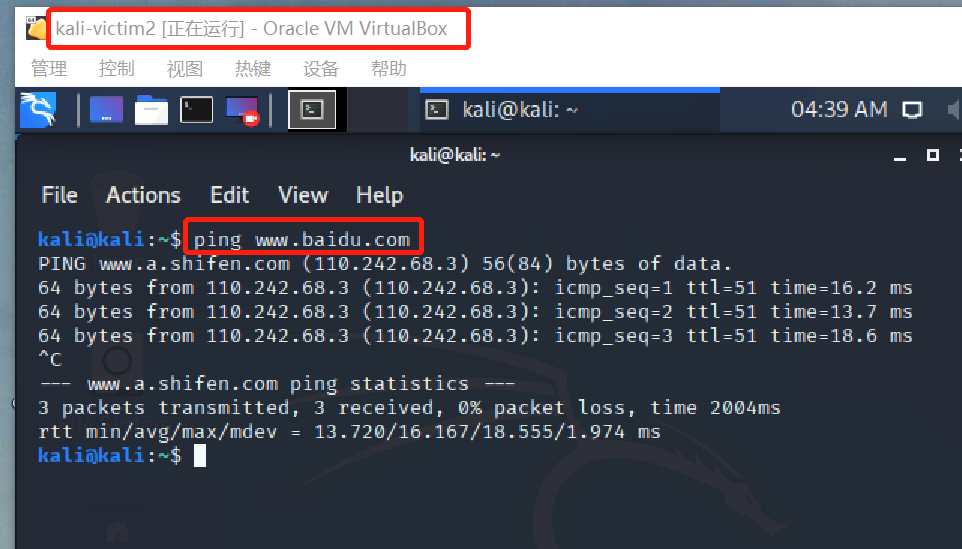 kali-victim2 [正在运行] - Oracle VM VirtualBox
管理 控制 视图 热键 设备 帮助
kali@kali: ~ 04:39 AM
kali@kali: ~
File Actions Edit View Help
kali@kali:~$ ping www.baidu.com
PING www.a.shifen.com (110.242.68.3) 56(84) bytes of data.
64 bytes from 110.242.68.3 (110.242.68.3): icmp_seq=1 ttl=51 time=16.2 ms
64 bytes from 110.242.68.3 (110.242.68.3): icmp_seq=2 ttl=51 time=13.7 ms
64 bytes from 110.242.68.3 (110.242.68.3): icmp_seq=3 ttl=51 time=18.6 ms
^C
--- www.a.shifen.com ping statistics ---
3 packets transmitted, 3 received, 0% packet loss, time 2004ms
rtt min/avg/max/mdev = 13.720/16.167/18.555/1.974 ms
kali@kali:~$